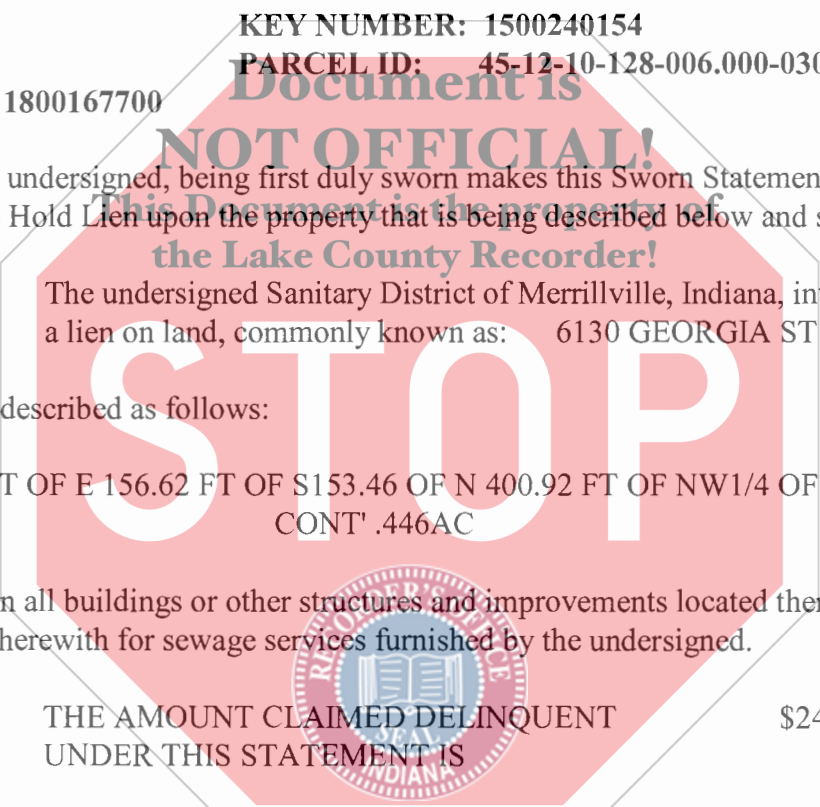 KEY NUMBER: 1500240154
PARCEL ID: 45-12-10-128-006.000-030
Document is
1800167700
NOT OFFICIAL!
undersigned, being first duly sworn makes this Sworn Statemen
This Document is the property of
Hold Lien upon the property that is being described below and s
the Lake County Recorder!
The undersigned Sanitary District of Merrillville, Indiana, in
a lien on land, commonly known as: 6130 GEORGIA ST
STOP
described as follows:
T OF E 156.62 FT OF S153.46 OF N 400.92 FT OF NW1/4 OF
CONT' .446AC
n all buildings or other structures and improvements located ther
herewith for sewage services furnished by the undersigned.
RECORDER'S OFFICE
THE AMOUNT CLAIMED DELINQUENT $24
SEAL
UNDER THIS STATEMENT IS
INDIANA